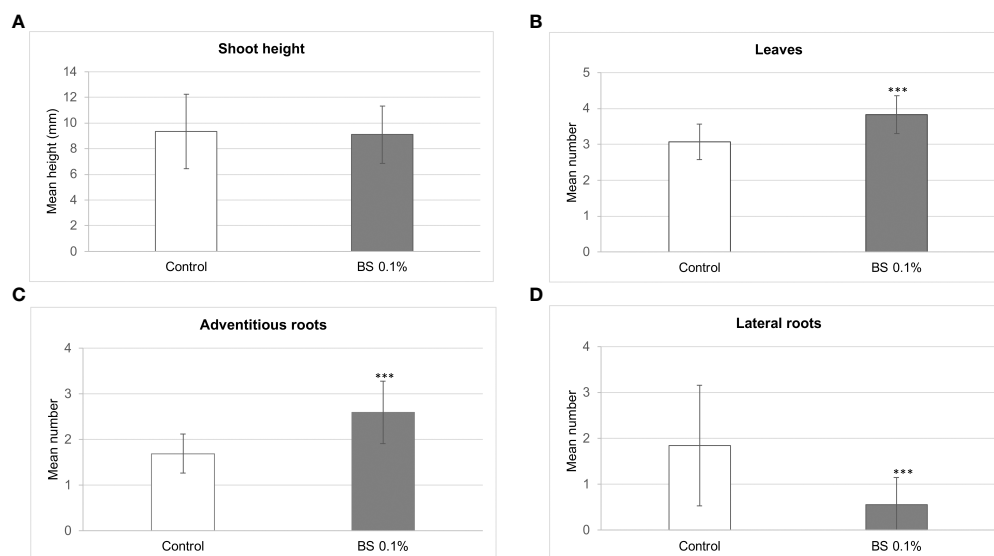 A
Shoot height
Mean height (mm)
14
12
10
8
6
4
2
0
Control
BS 0.1%
B
Leaves
Mean number
5
4
3
2
1
0
***
Control
BS 0.1%
C
Adventitious roots
Mean number
4
3
2
1
0
***
Control
BS 0.1%
D
Lateral roots
Mean number
4
3
2
1
0
***
Control
BS 0.1%